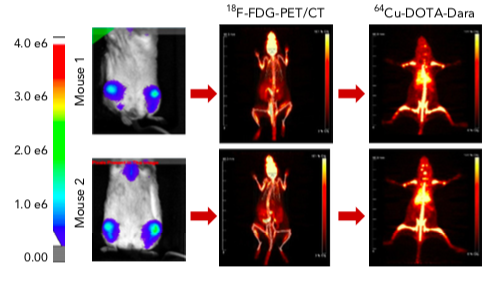 ¹⁸F-FDG-PET/CT
⁶⁴Cu-DOTA-Dara
4.0 e6
3.0 e6
2.0 e6
1.0 e6
0.00
Mouse 1
Mouse 2